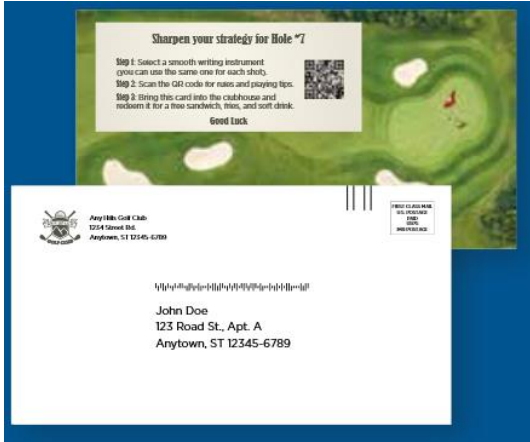 Sharpen your strategy for Hole #7
Step 1: Select a smooth writing instrument
(you can use the same one for each shot).
Step 2: Scan the QR code for rules and playing tips.
Step 3: Bring this card into the clubhouse and
redeem it for a free sandwich, fries, and soft drink.
Good Luck
Any Hills Golf Club
1234 Street Rd.
Anytown, ST 12345-6789
GOLF CLUB
FIRST-CLASS MAIL
U.S. POSTAGE
PAID
John Doe
123 Road St., Apt. A
Anytown, ST 12345-6789